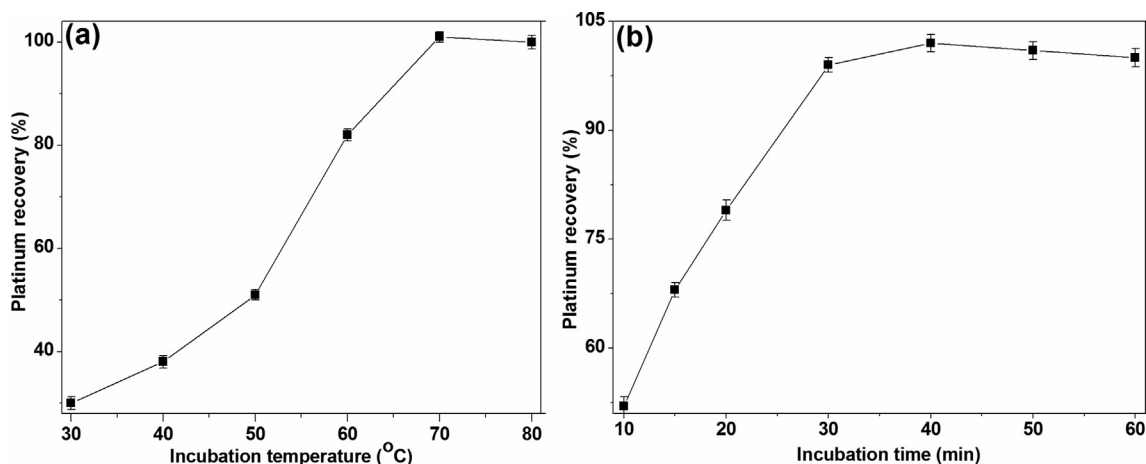 (a)
Platinum recovery (%)
100
80
60
40
30 40 50 60 70 80
Incubation temperature (°C)
(b)
Platinum recovery (%)
105
90
75
60
10 20 30 40 50 60
Incubation time (min)